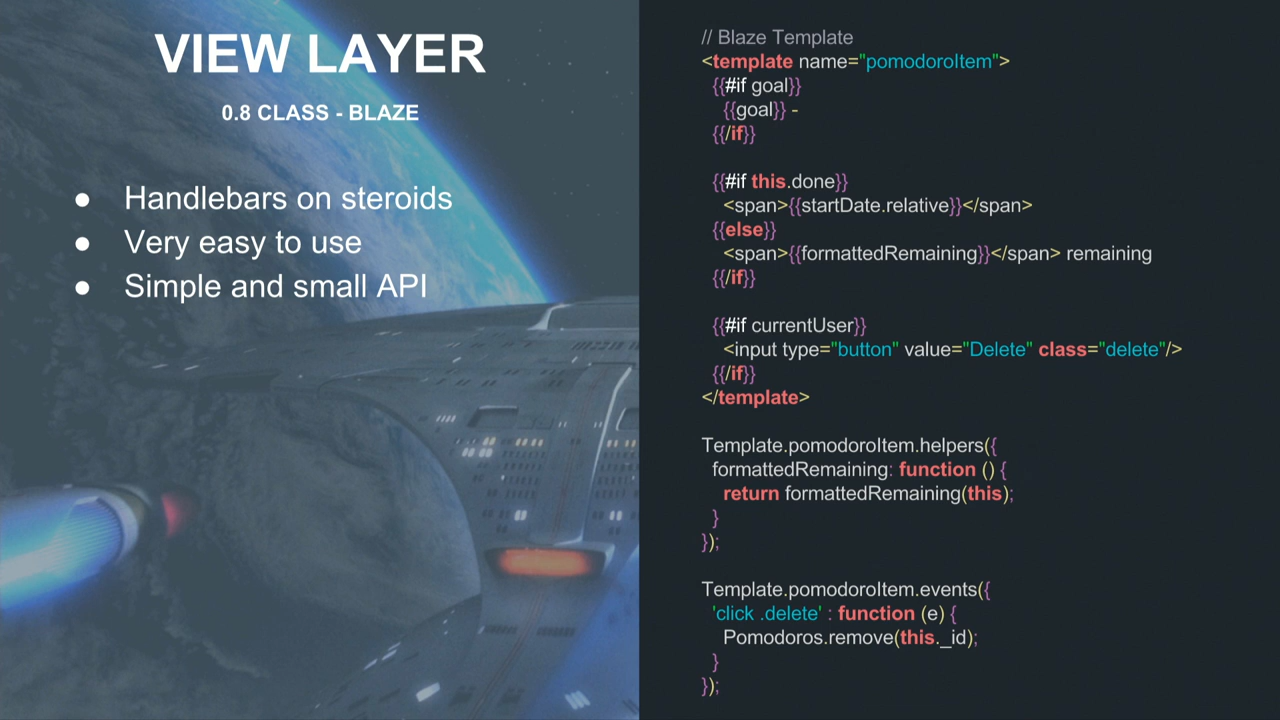 VIEW LAYER
0.8 CLASS - BLAZE
● Handlebars on steroids
● Very easy to use
● Simple and small API
// Blaze Template
<template name="pomodoroItem">
{{#if goal}}
{{goal}} -
{{/if}}
{{#if this.done}}
<span>{{startDate.relative}}</span>
{{else}}
<span>{{formattedRemaining}}</span> remaining
{{/if}}
{{#if currentUser}}
<input type="button" value="Delete" class="delete"/>
{{/if}}
</template>
Template.pomodoroItem.helpers({
formattedRemaining: function () {
return formattedRemaining(this);
}
});
Template.pomodoroItem.events({
'click .delete' : function (e) {
Pomodoros.remove(this._id);
}
});